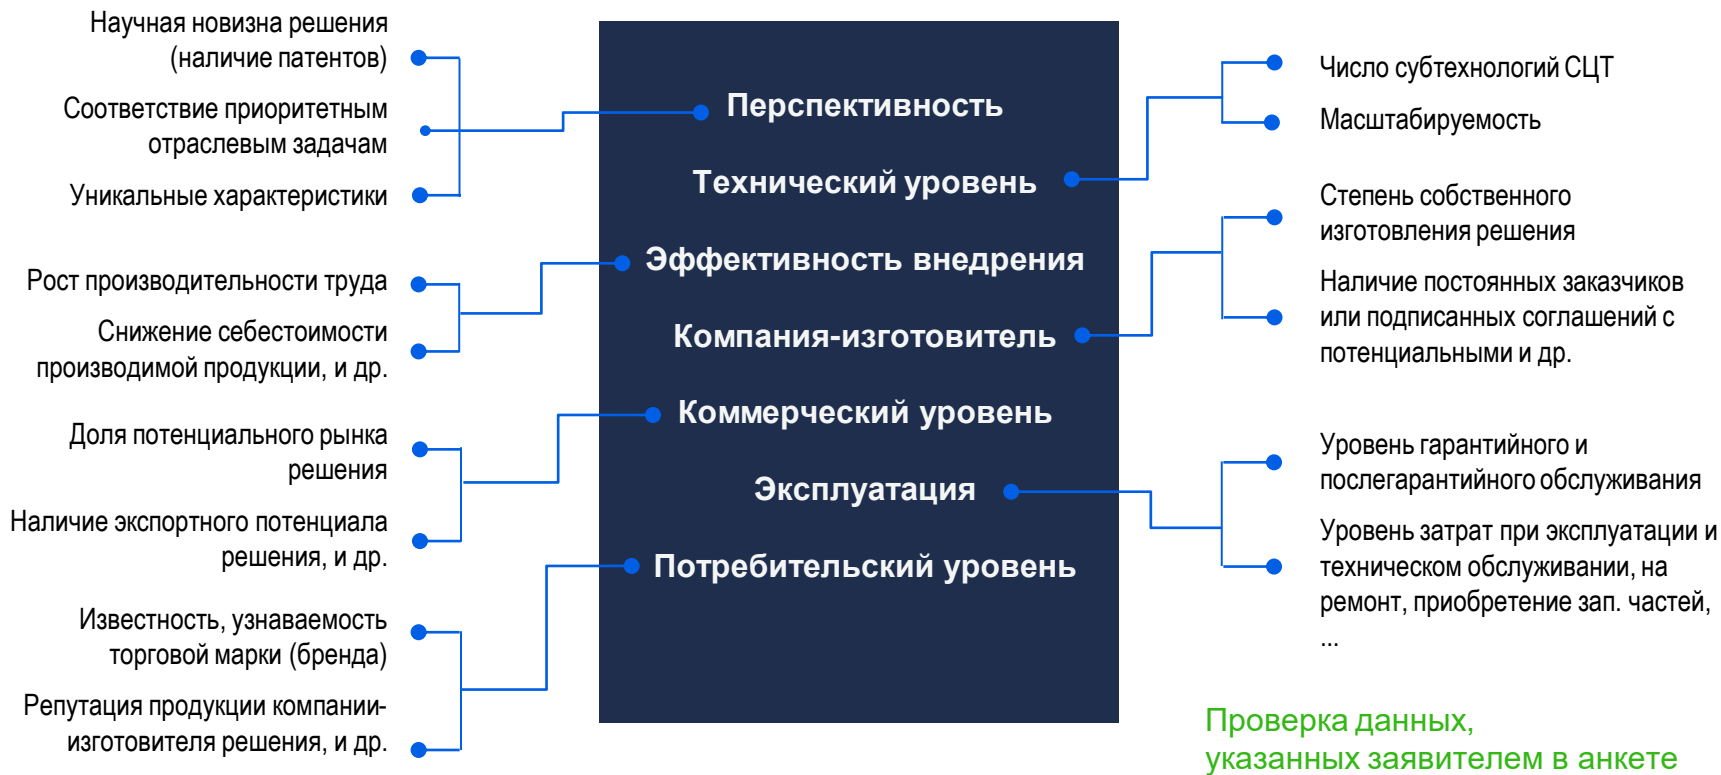 Научная новизна решения
(наличие патентов)
Соответствие приоритетным
отраслевым задачам
Уникальные характеристики
Рост производительности труда
Снижение себестоимости
производимой продукции, и др.
Доля потенциального рынка
решения
Наличие экспортного потенциала
решения, и др.
Известность, узнаваемость
торговой марки (бренда)
Репутация продукции компании-
изготовителя решения, и др.
Перспективность
Технический уровень
Эффективность внедрения
Компания-изготовитель
Коммерческий уровень
Эксплуатация
Потребительский уровень
Число субтехнологий СЦТ
Масштабируемость
Степень собственного
изготовления решения
Наличие постоянных заказчиков
или подписанных соглашений с
потенциальными и др.
Уровень гарантийного и
послегарантийного обслуживания
Уровень затрат при эксплуатации и
техническом обслуживании, на
ремонт, приобретение зап. частей,
...
Проверка данных,
указанных заявителем в анкете